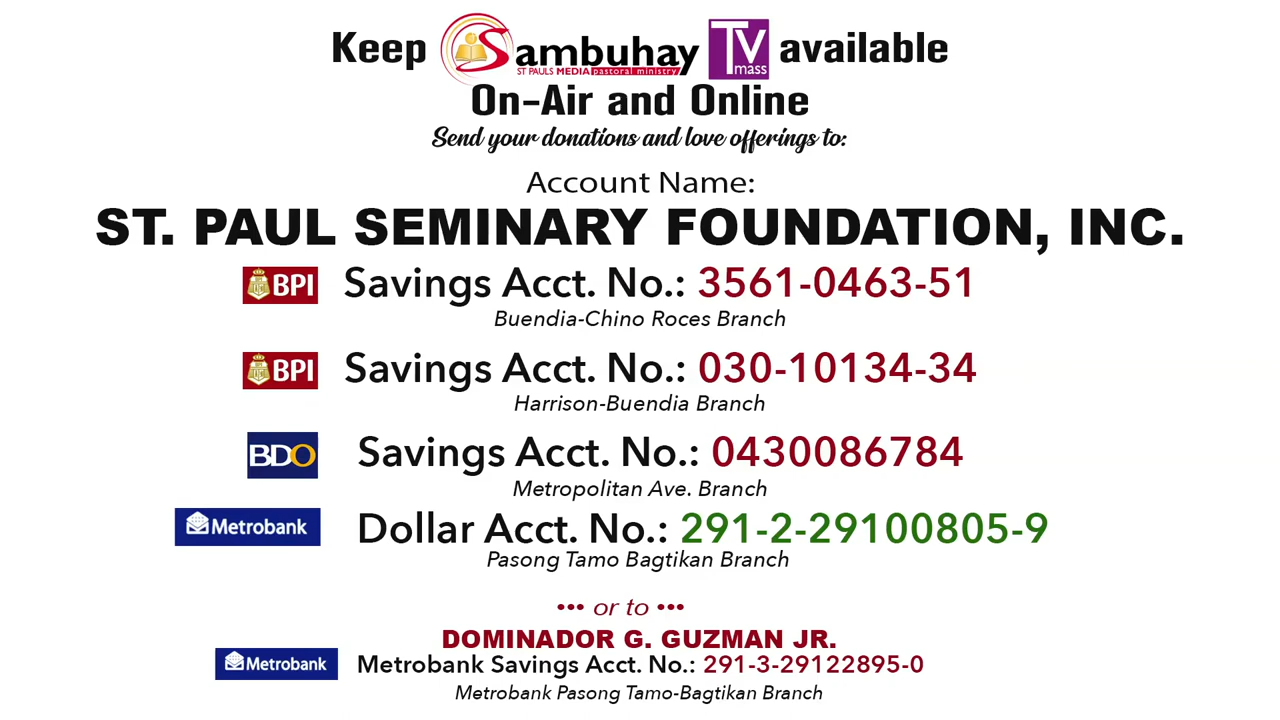 Keep Sambuhay TV mass available
ST PAULS MEDIA pastoral ministry
On-Air and Online
Send your donations and love offerings to:
Account Name:
ST. PAUL SEMINARY FOUNDATION, INC.
BPI Savings Acct. No.: 3561-0463-51
Buendia-Chino Roces Branch
BPI Savings Acct. No.: 030-10134-34
Harrison-Buendia Branch
BDO Savings Acct. No.: 0430086784
Metropolitan Ave. Branch
Metrobank Dollar Acct. No.: 291-2-29100805-9
Pasong Tamo Bagtikan Branch
••• or to •••
DOMINADOR G. GUZMAN JR.
Metrobank Metrobank Savings Acct. No.: 291-3-29122895-0
Metrobank Pasong Tamo-Bagtikan Branch